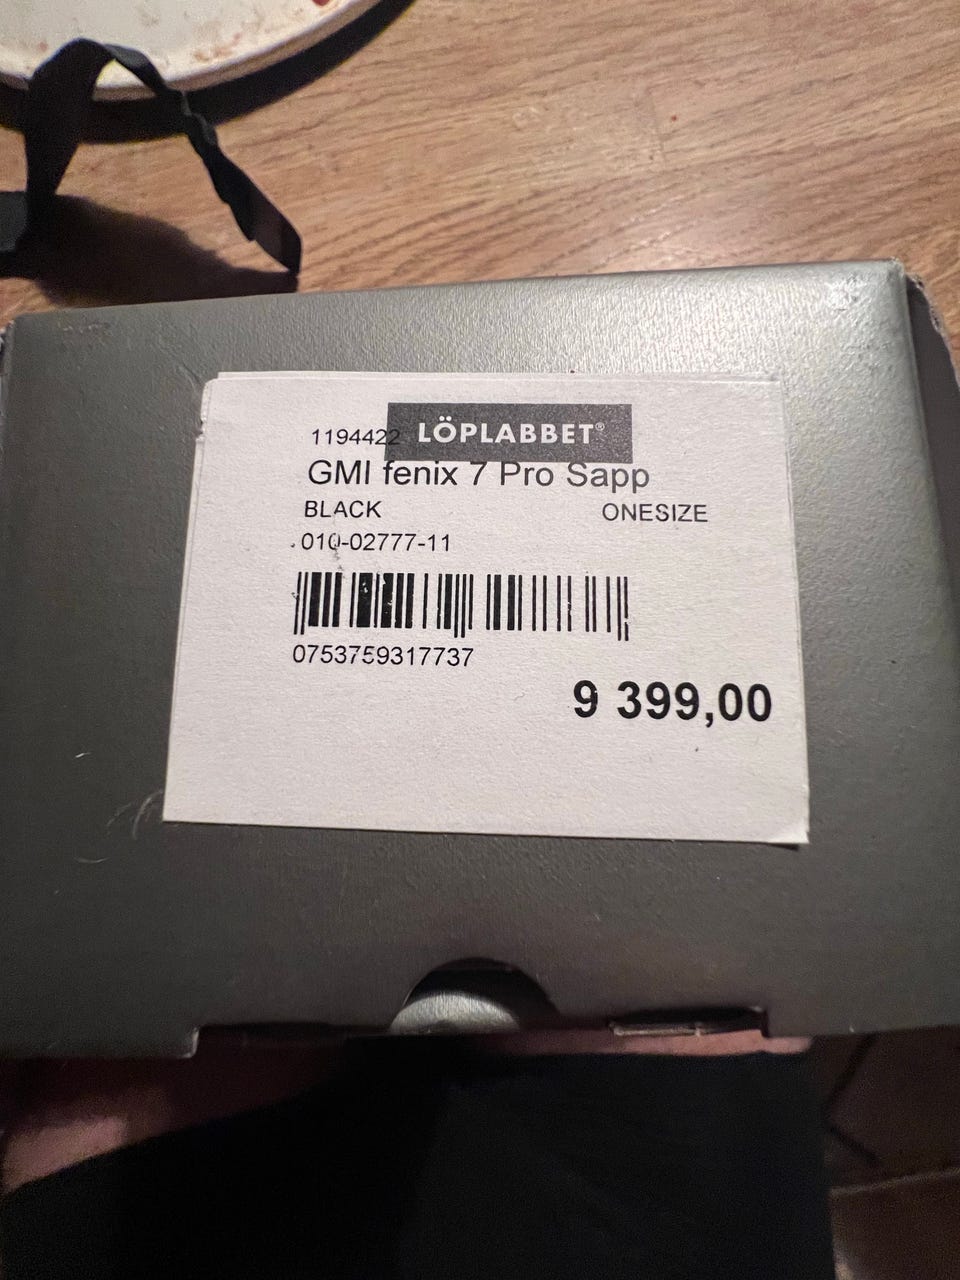 LÖPLABBET®
1194422
GMI fenix 7 Pro Sapp
BLACK ONESIZE
010-02777-11
0753759317737
9 399,00